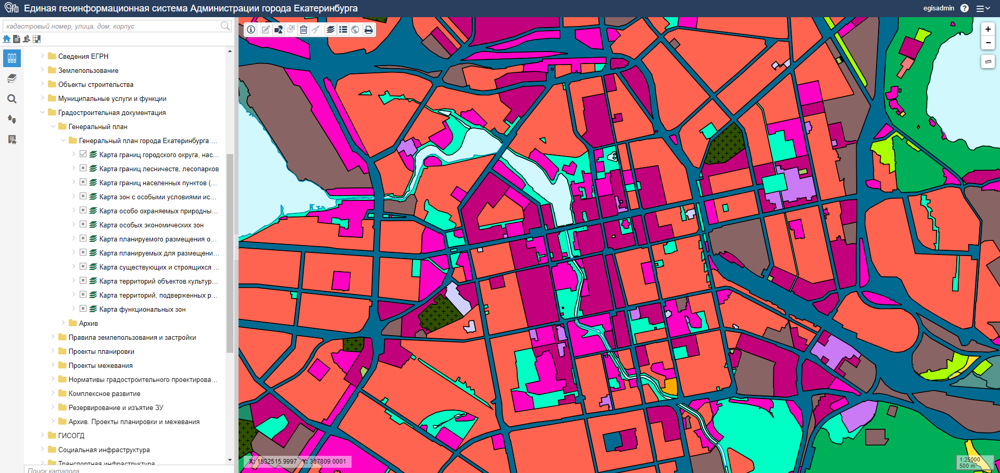 Единая геоинформационная система Администрации города Екатеринбурга
egisadmin
кадастровый номер, улица, дом, корпус
Сведения ЕГРН
Землепользование
Объекты строительства
Муниципальные услуги и функции
Градостроительная документация
Генеральный план
Генеральный план города Екатеринбурга ...
Карта границ городского округа, нас...
Карта границ лесничеств, лесопарков
Карта границ населенных пунктов (...
Карта зон с особыми условиями ис...
Карта особо охраняемых природны...
Карта особых экономических зон
Карта планируемого размещения о...
Карта планируемых для размещени...
Карта существующих и строящихся ...
Карта территорий объектов культур...
Карта территорий, подверженных р...
Карта функциональных зон
Архив
Правила землепользования и застройки
Проекты планировки
Проекты межевания
Нормативы градостроительного проектирова...
Комплексное развитие
Резервирование и изъятие ЗУ
Архив. Проекты планировки и межевания
ГИСОГД
Социальная инфраструктура
Транспортная инфраструктура
Поиск каталога
X: 1532515.9997 Y: 387809.0001
1:25000
500 m